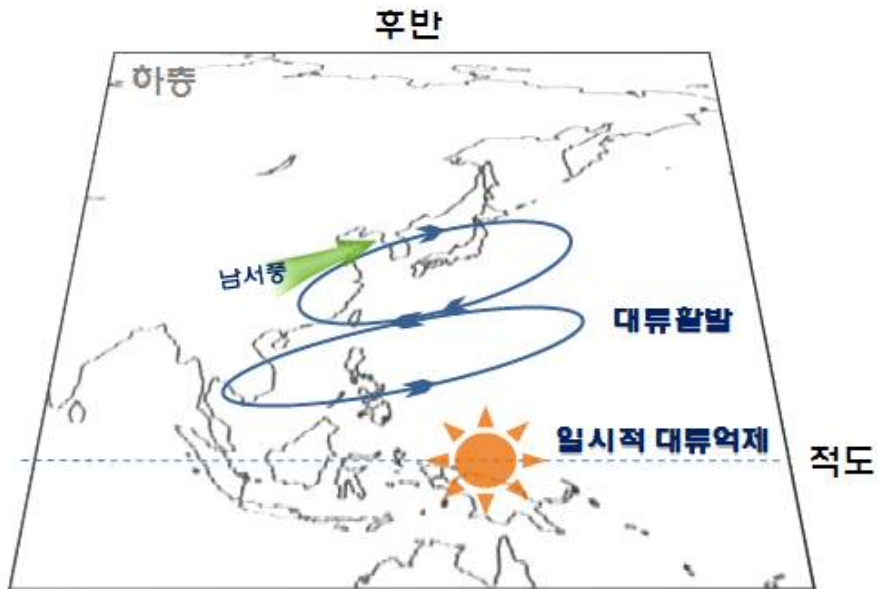 후반
하층
남서풍
대류활발
일시적 대류억제
적도